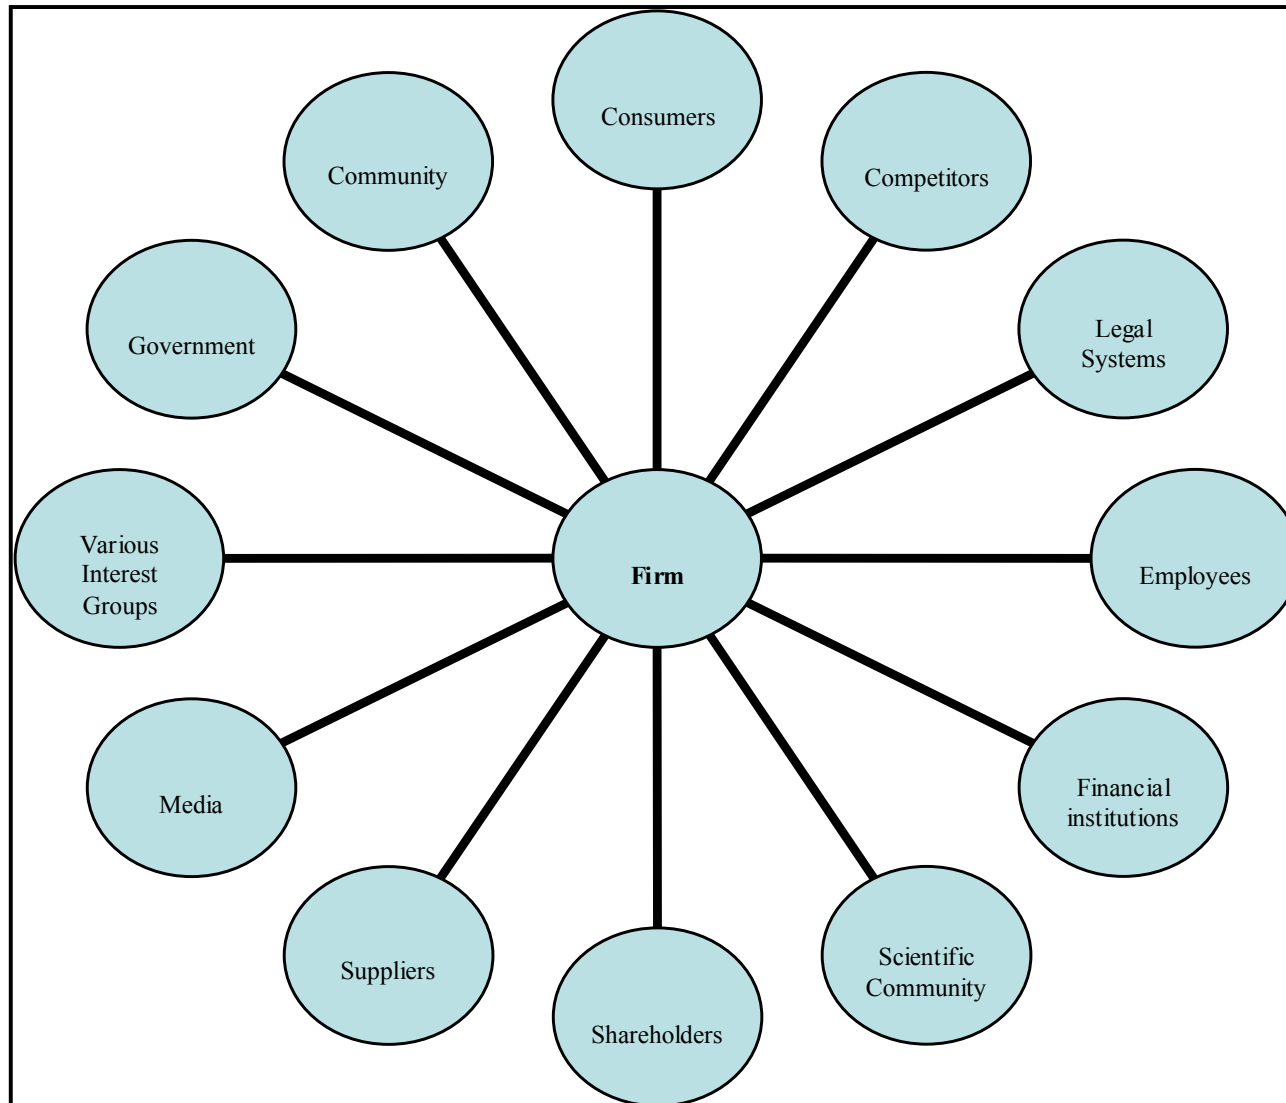 Consumers
Community
Competitors
Government
Legal
Systems
Various
Interest
Groups
Firm
Employees
Media
Financial
institutions
Suppliers
Scientific
Community
Shareholders